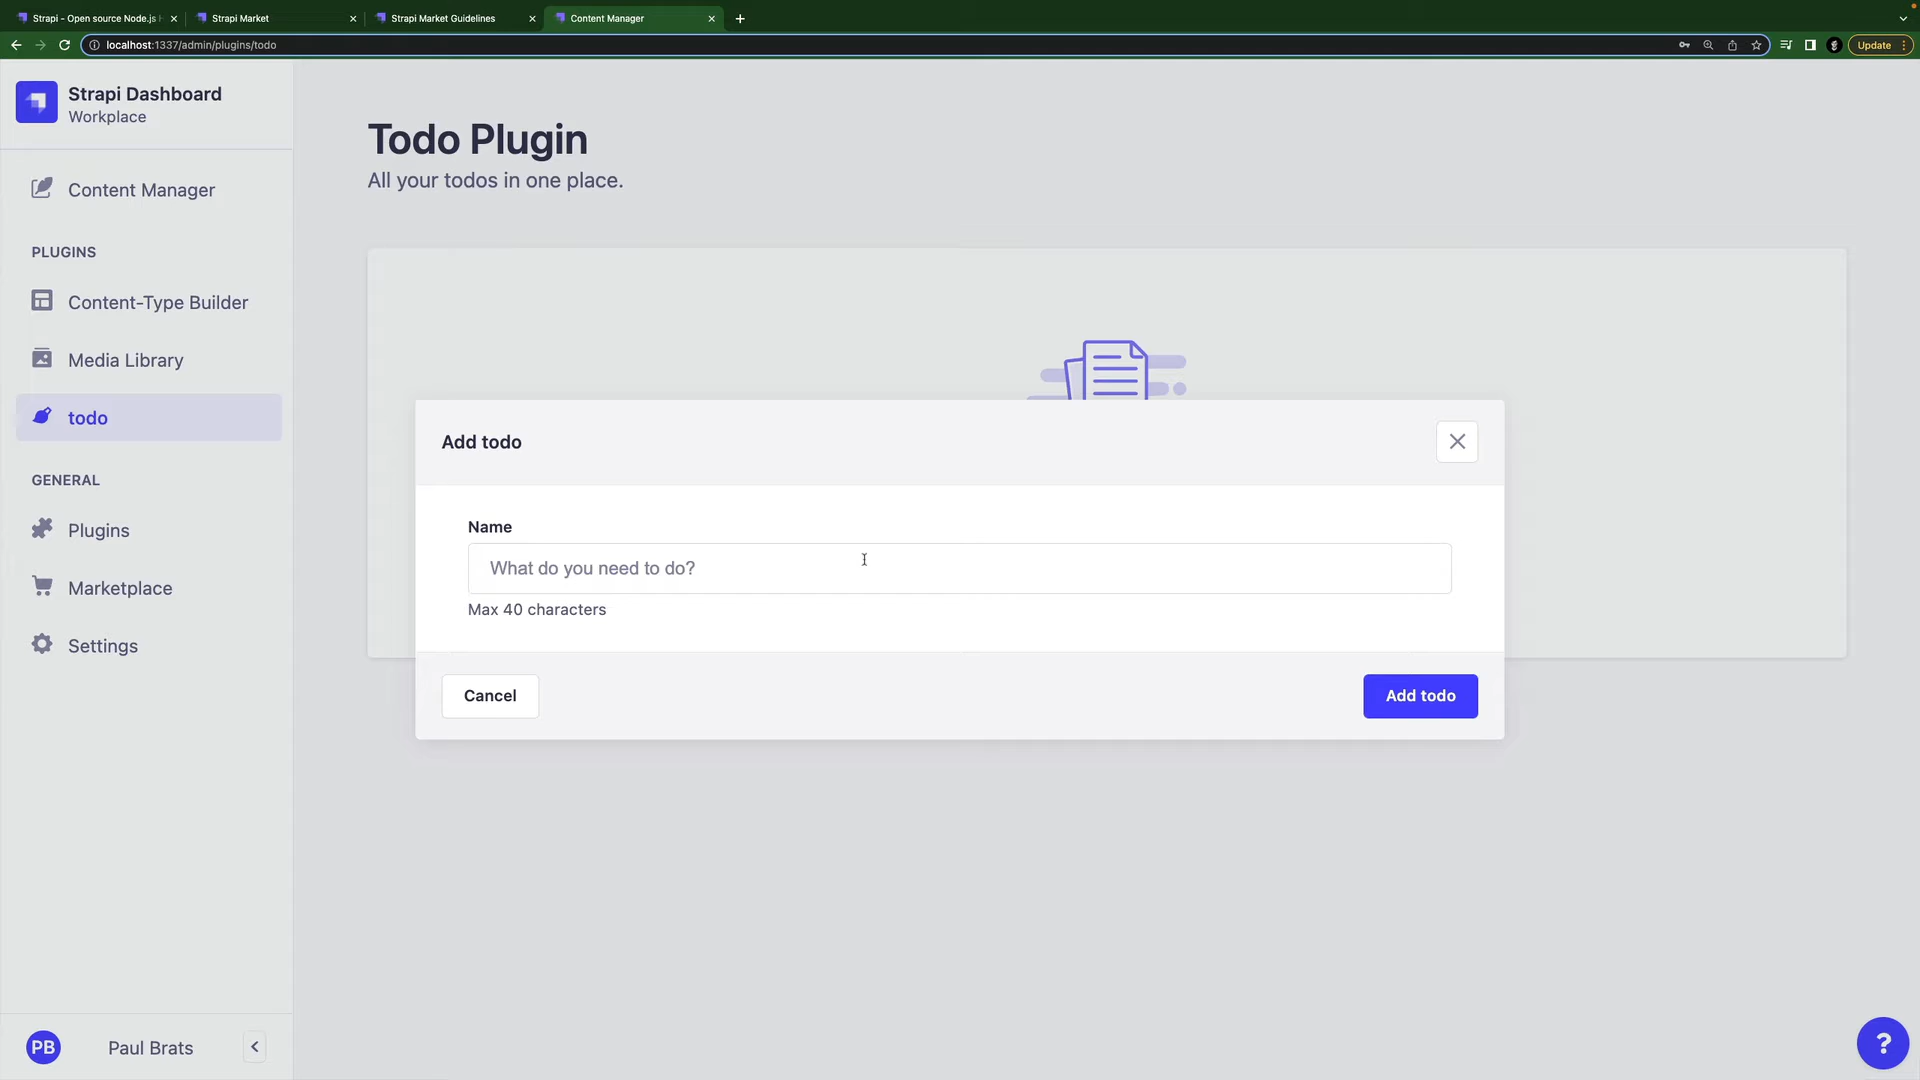 Strapi - Open source Node.js
Strapi Market
Strapi Market Guidelines
Content Manager
localhost:1337/admin/plugins/todo
Update
Strapi Dashboard
Workplace
Content Manager
PLUGINS
Content-Type Builder
Media Library
todo
GENERAL
Plugins
Marketplace
Settings
PB
Paul Brats
Todo Plugin
All your todos in one place.
Add todo
Name
What do you need to do?
Max 40 characters
Cancel
Add todo
?